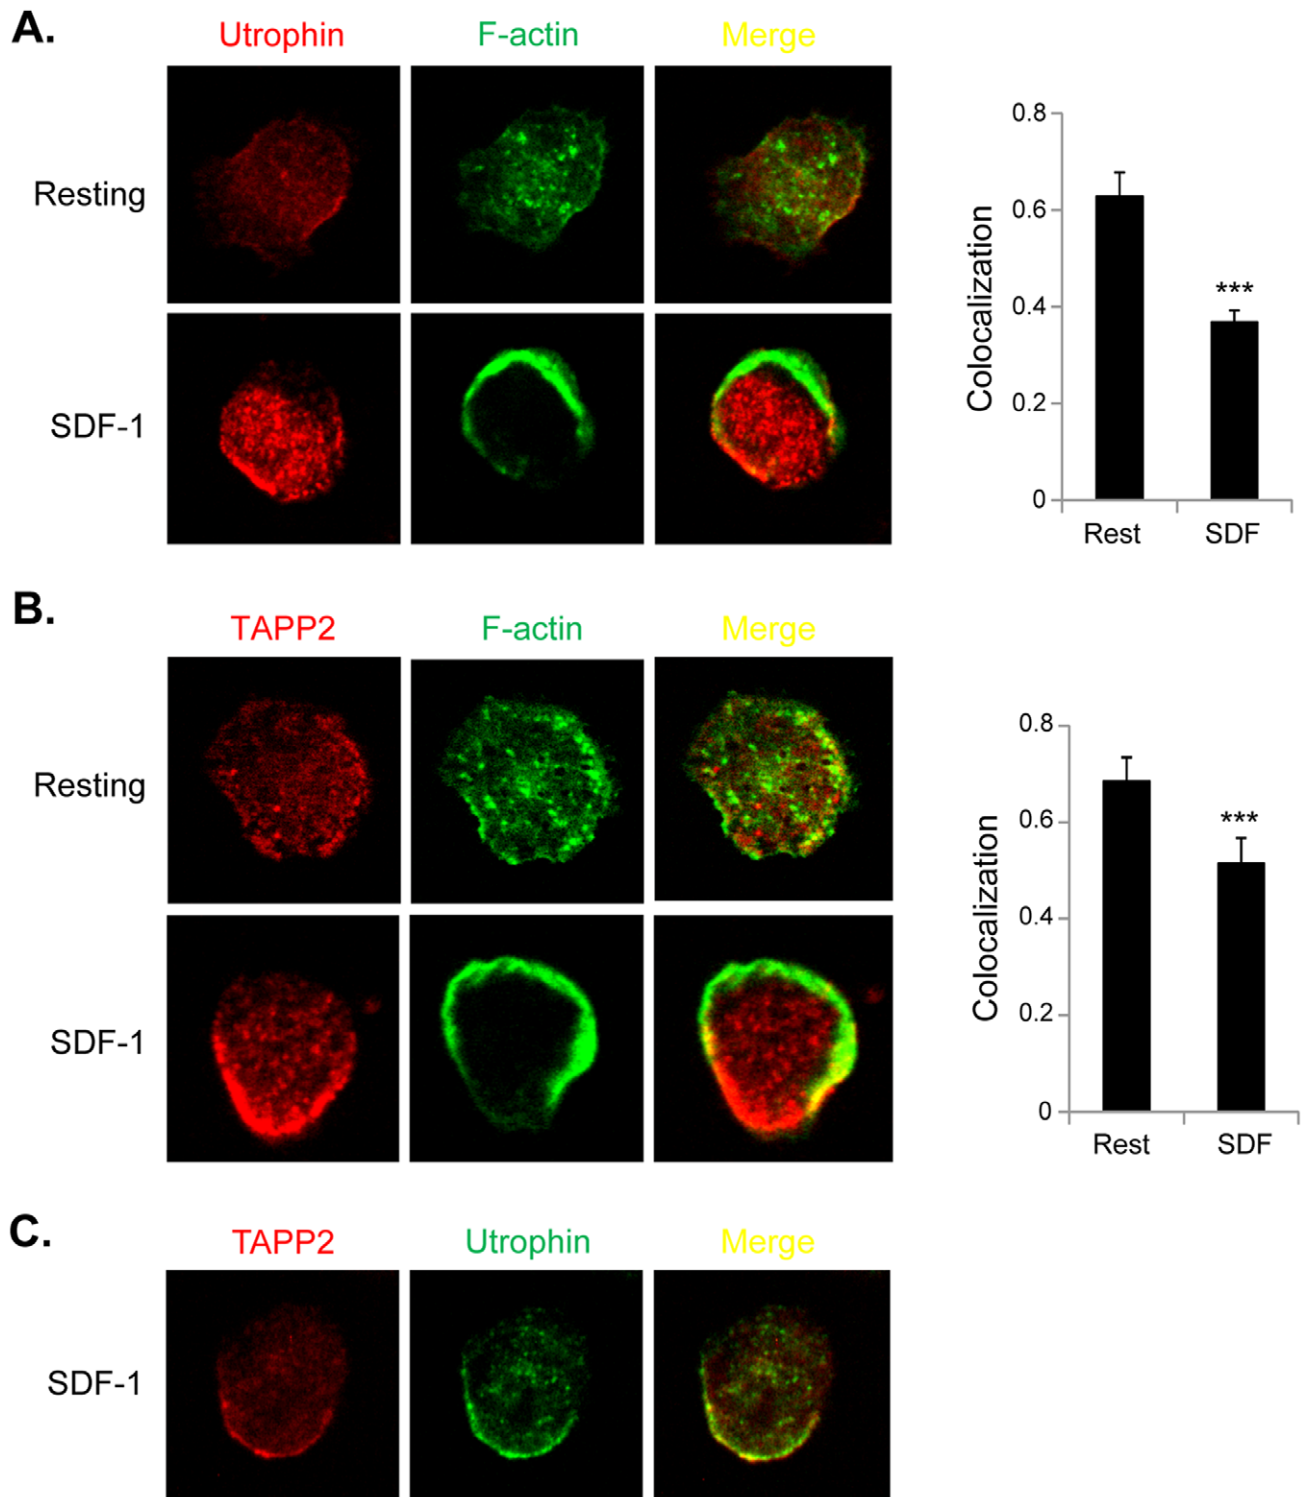 A.
Utrophin F-actin Merge
Resting
SDF-1
0.8
0.6
0.4
0.2
0
Colocalization
***
Rest SDF
B.
TAPP2 F-actin Merge
Resting
SDF-1
0.8
0.6
0.4
0.2
0
Colocalization
***
Rest SDF
C.
TAPP2 Utrophin Merge
SDF-1